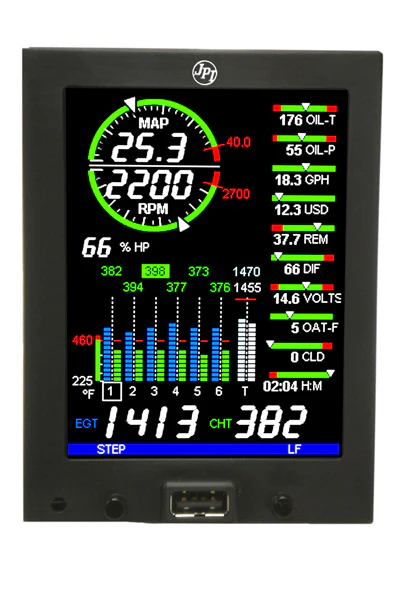 JPI
MAP
25.3
40.0
2200
2700
RPM
66 % HP
382 398 373 1470
394 377 376 1455
460
225
°F
1 2 3 4 5 6 T
EGT 1413 CHT 382
STEP LF
176 OIL-T
55 OIL-P
18.3 GPH
12.3 USD
37.7 REM
66 DIF
14.6 VOLTS
5 OAT-F
0 CLD
02:04 H:M